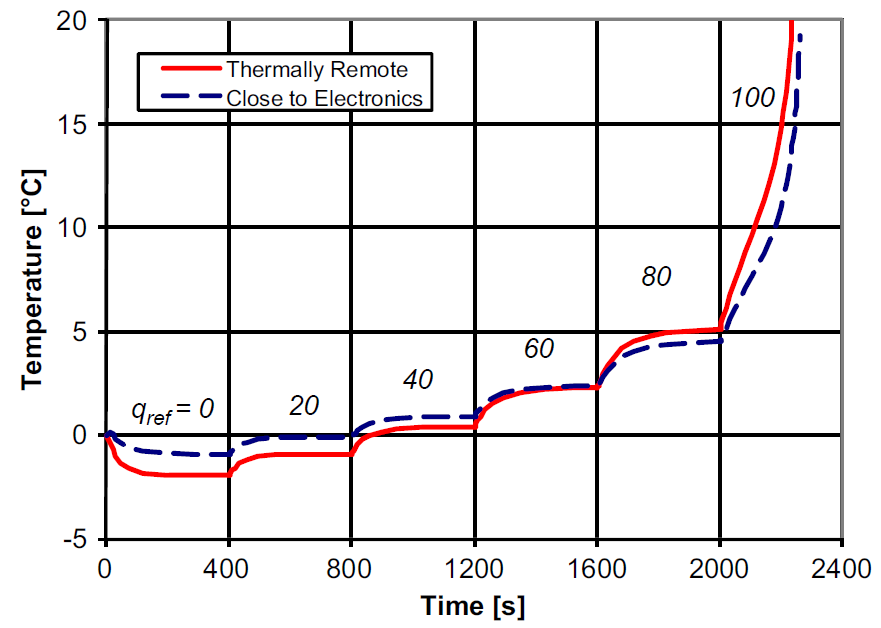 20
15
10
5
0
-5
Temperature [°C]
Thermally Remote
Close to Electronics
q_ref = 0
20
40
60
80
100
0 400 800 1200 1600 2000 2400
Time [s]